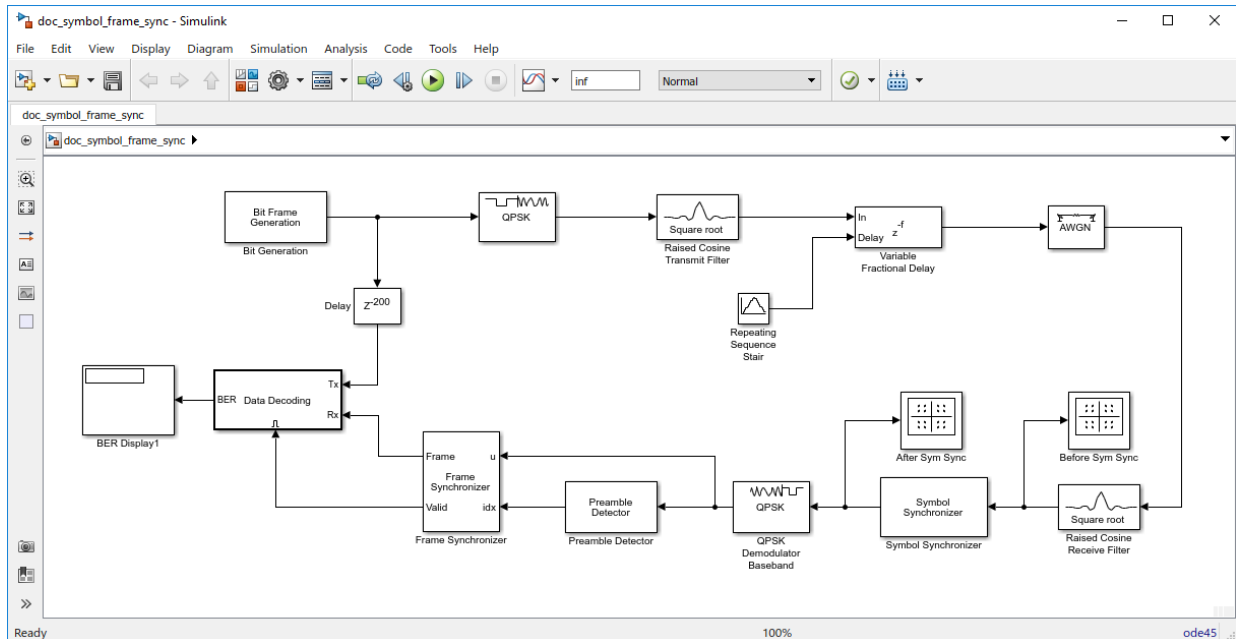 doc_symbol_frame_sync - Simulink
File Edit View Display Diagram Simulation Analysis Code Tools Help
inf Normal
doc_symbol_frame_sync
doc_symbol_frame_sync
Bit Frame
Generation
Bit Generation
QPSK
Square root
Raised Cosine
Transmit Filter
In
Delay
z-f
Variable
Fractional Delay
AWGN
Delay
z-200
Repeating
Sequence
Stair
BER
Data Decoding
Tx
Rx
BER Display1
Frame
Valid
Frame
Synchronizer
u
idx
Frame Synchronizer
Preamble
Detector
Preamble Detector
QPSK
QPSK
Demodulator
Baseband
After Sym Sync
Symbol
Synchronizer
Symbol Synchronizer
Before Sym Sync
Square root
Raised Cosine
Receive Filter
Ready 100% ode45